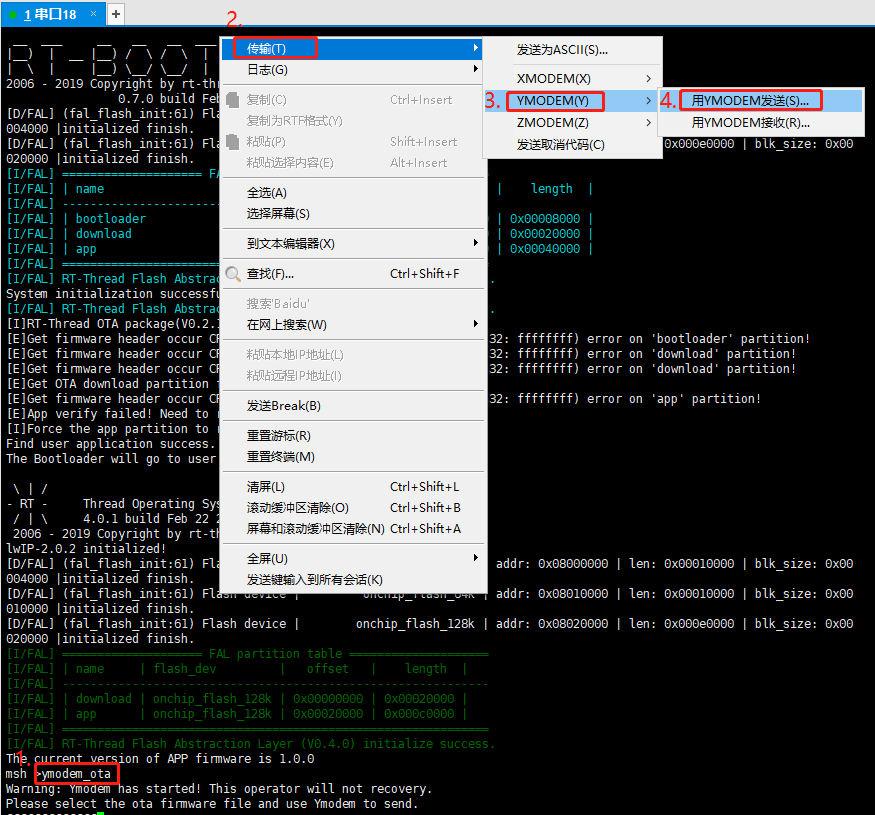 1 串口18 × +
2.
2006 - 2019 Copyright by rt-th
0.7.0 build Feb
[D/FAL] (fal_flash_init:61) Fla
004000 |initialized finish.
[D/FAL] (fal_flash_init:61) Fla 0x000e0000 | blk_size: 0x00
020000 |initialized finish.
[I/FAL] ==================== FA
[I/FAL] | name | length |
[I/FAL] -----------------------
[I/FAL] | bootloader | 0x00008000 |
[I/FAL] | download | 0x00020000 |
[I/FAL] | app | 0x00040000 |
[I/FAL] =======================
[I/FAL] RT-Thread Flash Abstrac .
System initialization successfu
[I/FAL] RT-Thread Flash Abstrac .
[I]RT-Thread OTA package(V0.2.
[E]Get firmware header occur CR 32: ffffffff) error on 'bootloader' partition!
[E]Get firmware header occur CR 32: ffffffff) error on 'download' partition!
[E]Get firmware header occur CR 32: ffffffff) error on 'download' partition!
[E]Get OTA download partition
[E]Get firmware header occur CR 32: ffffffff) error on 'app' partition!
[E]App verify failed! Need to
[I]Force the app partition to
Find user application success.
The Bootloader will go to user
\ | /
- RT - Thread Operating Sys
/ | \ 4.0.1 build Feb 22 2
2006 - 2019 Copyright by rt-th
lwIP-2.0.2 initialized!
[D/FAL] (fal_flash_init:61) Fla addr: 0x08000000 | len: 0x00010000 | blk_size: 0x00
004000 |initialized finish.
[D/FAL] (fal_flash_init:61) Flash device | onchip_flash_64k | addr: 0x08010000 | len: 0x00010000 | blk_size: 0x00
010000 |initialized finish.
[D/FAL] (fal_flash_init:61) Flash device | onchip_flash_128k | addr: 0x08020000 | len: 0x000e0000 | blk_size: 0x00
020000 |initialized finish.
[I/FAL] ==================== FAL partition table ====================
[I/FAL] | name | flash_dev | offset | length |
[I/FAL] -------------------------------------------------------------
[I/FAL] | download | onchip_flash_128k | 0x00000000 | 0x00020000 |
[I/FAL] | app | onchip_flash_128k | 0x00020000 | 0x000c0000 |
[I/FAL] =============================================================
[I/FAL] RT-Thread Flash Abstraction Layer (V0.4.0) initialize success.
The current version of APP firmware is 1.0.0
1.
msh >ymodem_ota
Warning: Ymodem has started! This operator will not recovery.
Please select the ota firmware file and use Ymodem to send.
传输(T)
日志(G)
复制(C) Ctrl+Insert
复制为RTF格式(Y)
粘贴(P) Shift+Insert
粘贴选择内容(E) Alt+Insert
全选(A)
选择屏幕(S)
到文本编辑器(X)
查找(F)... Ctrl+Shift+F
搜索'Baidu'
在网上搜索(W)
粘贴本地IP地址(L)
粘贴远程IP地址(I)
发送Break(B)
重置游标(R)
重置终端(M)
清屏(L) Ctrl+Shift+L
滚动缓冲区清除(O) Ctrl+Shift+B
屏幕和滚动缓冲区清除(N) Ctrl+Shift+A
全屏(U)
发送键输入到所有会话(K)
发送为ASCII(S)...
XMODEM(X)
3. YMODEM(Y)
ZMODEM(Z)
发送取消代码(C)
4. 用YMODEM发送(S)...
用YMODEM接收(R)...